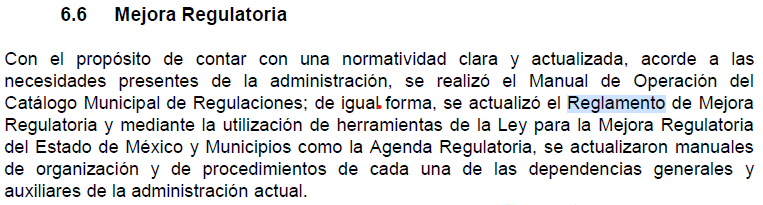 6.6 Mejora Regulatoria
Con el propósito de contar con una normatividad clara y actualizada, acorde a las
necesidades presentes de la administración, se realizó el Manual de Operación del
Catálogo Municipal de Regulaciones; de igual forma, se actualizó el Reglamento de Mejora
Regulatoria y mediante la utilización de herramientas de la Ley para la Mejora Regulatoria
del Estado de México y Municipios como la Agenda Regulatoria, se actualizaron manuales
de organización y de procedimientos de cada una de las dependencias generales y
auxiliares de la administración actual.